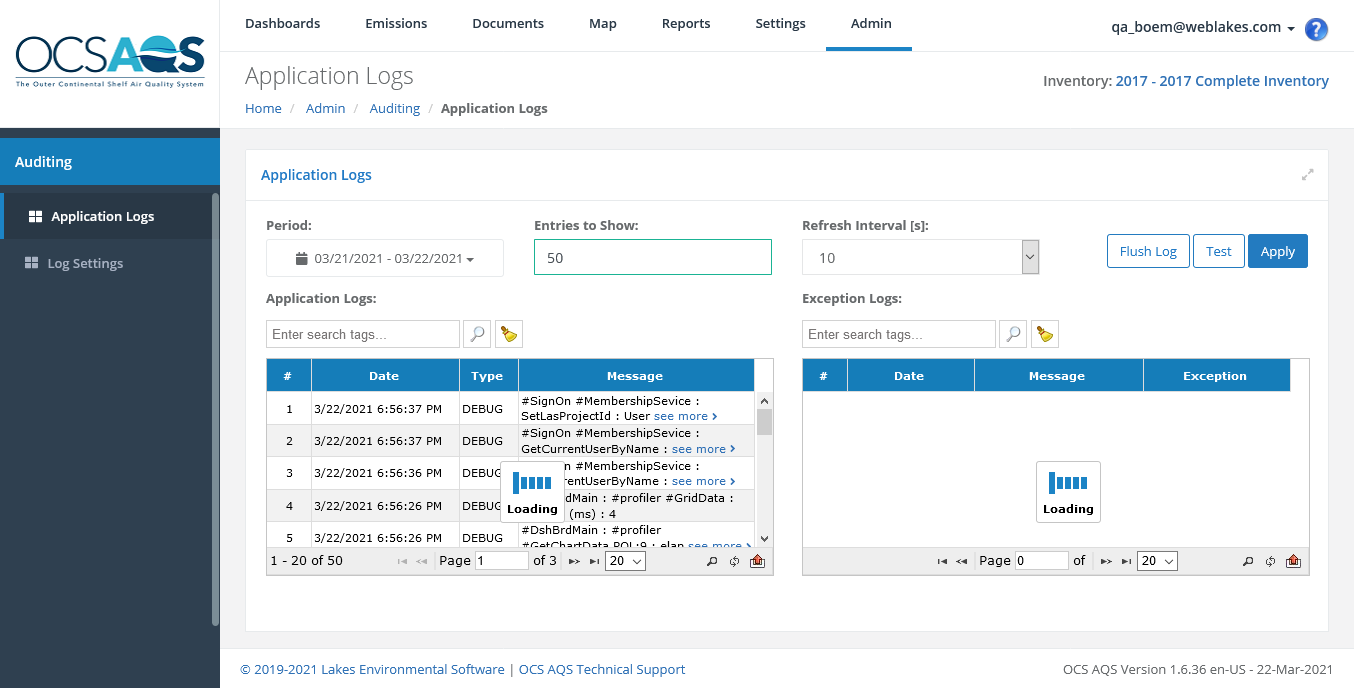 Dashboards Emissions Documents Map Reports Settings Admin
qa_boem@weblakes.com
?
OCSAQS
The Outer Continental Shelf Air Quality System
Application Logs
Inventory: 2017 - 2017 Complete Inventory
Home / Admin / Auditing / Application Logs
Auditing
Application Logs
Log Settings
Application Logs
Period: Entries to Show: Refresh Interval [s]:
03/21/2021 - 03/22/2021 50 10 Flush Log Test Apply
Application Logs: Exception Logs:
Enter search tags... Enter search tags...
# Date Type Message # Date Message Exception
1 3/22/2021 6:56:37 PM DEBUG #SignOn #MembershipSevice :
SetLasProjectId : User see more
2 3/22/2021 6:56:37 PM DEBUG #SignOn #MembershipSevice :
GetCurrentUserByName : see more
3 3/22/2021 6:56:36 PM DEBUG #MembershipSevice :
see more
4 3/22/2021 6:56:26 PM DEBUG #profiler #GridData :
(ms) : 4
5 3/22/2021 6:56:26 PM DEBUG #DshBrdMain : #profiler
#GetChartData POL:9 : elap see more
Loading Loading
1 - 20 of 50 Page 1 of 3 20 Page 0 of 20
© 2019-2021 Lakes Environmental Software | OCS AQS Technical Support
OCS AQS Version 1.6.36 en-US - 22-Mar-2021